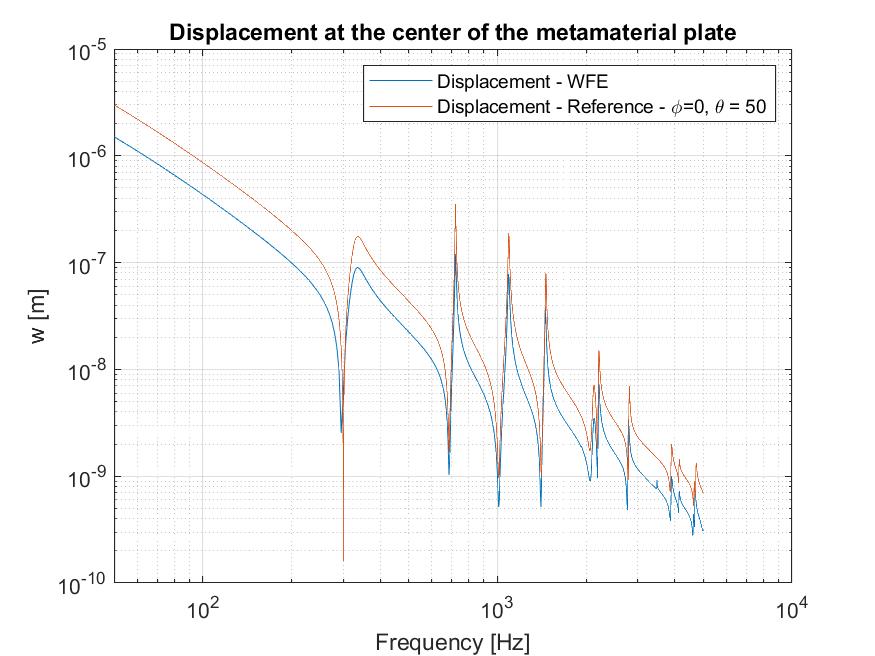 Displacement at the center of the metamaterial plate
Displacement - WFE
Displacement - Reference - ϕ=0, θ = 50
10^-5
10^-6
10^-7
10^-8
10^-9
10^-10
w [m]
10^2
10^3
10^4
Frequency [Hz]